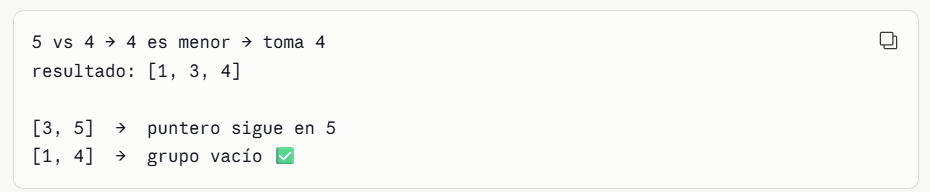 5 vs 4 → 4 es menor → toma 4
resultado: [1, 3, 4]
[3, 5]  →  puntero sigue en 5
[1, 4]  →  grupo vacío ✅